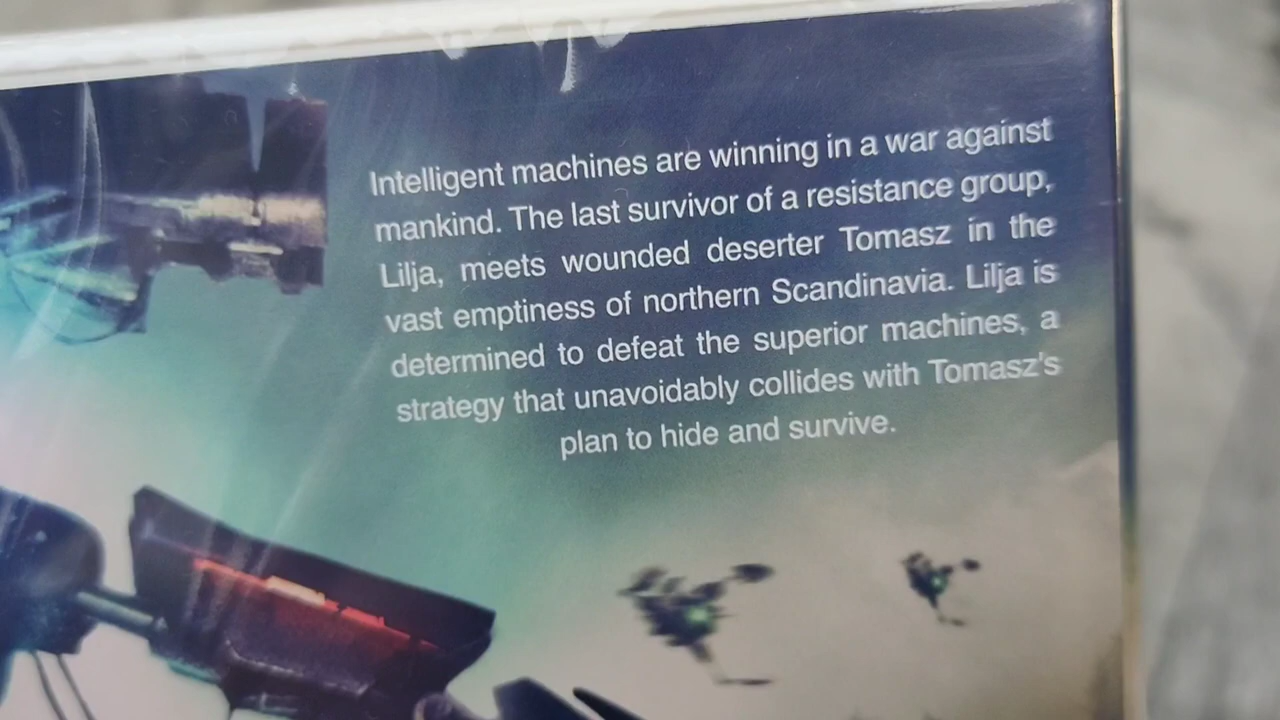 Intelligent machines are winning in a war against
mankind. The last survivor of a resistance group,
Lilja, meets wounded deserter Tomasz in the
vast emptiness of northern Scandinavia. Lilja is
determined to defeat the superior machines, a
strategy that unavoidably collides with Tomasz's
plan to hide and survive.